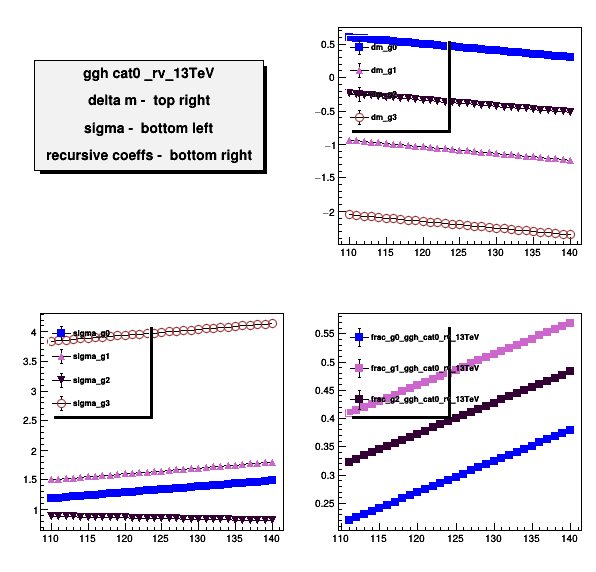 ggh cat0 _rv_13TeV
delta m -  top right
sigma -  bottom left
recursive coeffs -  bottom right
dm_g0
dm_g1
dm_g2
dm_g3
0.5
0
−0.5
−1
−1.5
−2
110 115 120 125 130 135 140
sigma_g0
sigma_g1
sigma_g2
sigma_g3
4
3.5
3
2.5
2
1.5
1
110 115 120 125 130 135 140
frac_g0_ggh_cat0_rv_13TeV
frac_g1_ggh_cat0_rv_13TeV
frac_g2_ggh_cat0_rv_13TeV
0.55
0.5
0.45
0.4
0.35
0.3
0.25
110 115 120 125 130 135 140